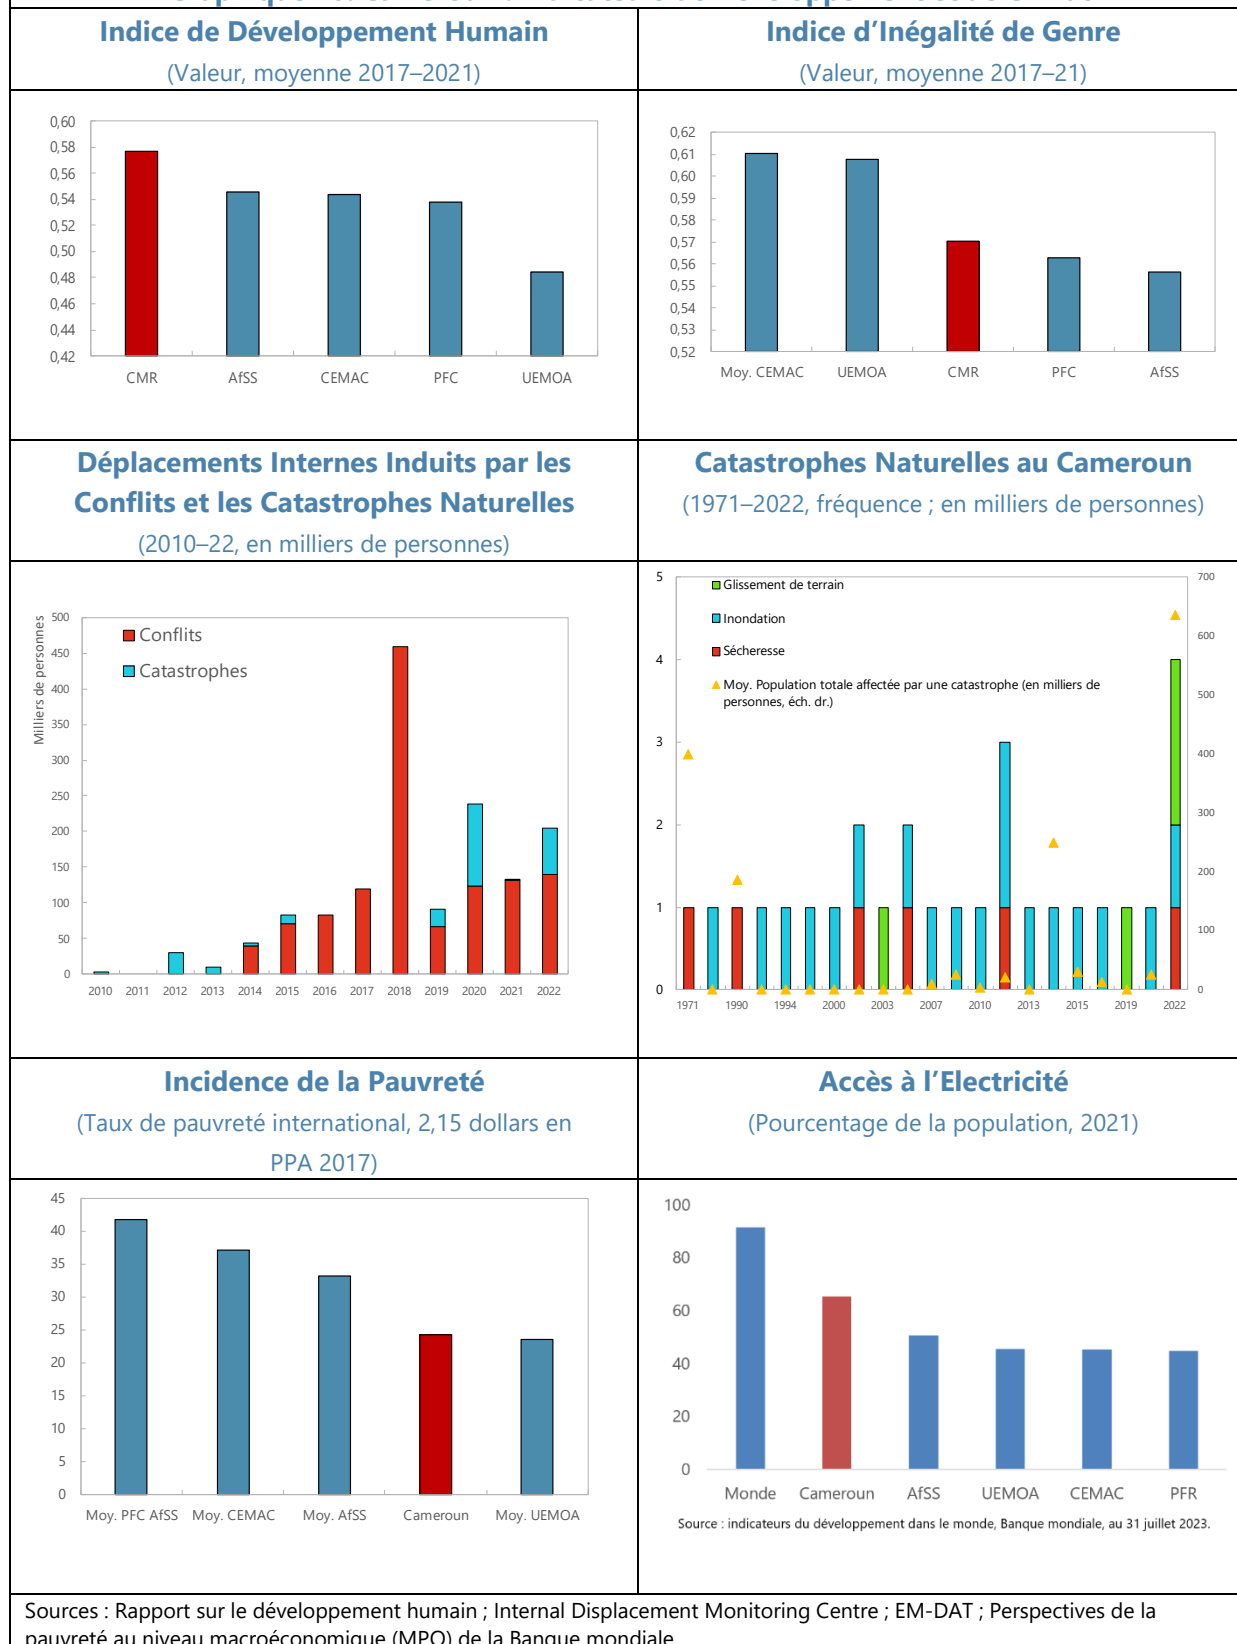 Indice de Développement Humain
(Valeur, moyenne 2017–2021)
Indice d’Inégalité de Genre
(Valeur, moyenne 2017–21)
0,60
0,58
0,56
0,54
0,52
0,50
0,48
0,46
0,44
0,42
CMR AfSS CEMAC PFC UEMOA
0,62
0,61
0,60
0,59
0,58
0,57
0,56
0,55
0,54
0,53
0,52
Moy. CEMAC UEMOA CMR PFC AfSS
Déplacements Internes Induits par les
Conflits et les Catastrophes Naturelles
(2010–22, en milliers de personnes)
Catastrophes Naturelles au Cameroun
(1971–2022, fréquence ; en milliers de personnes)
Milliers de personnes
500
450
400
350
300
250
200
150
100
50
0
Conflits
Catastrophes
2010 2011 2012 2013 2014 2015 2016 2017 2018 2019 2020 2021 2022
5
4
3
2
1
0
Glissement de terrain
Inondation
Sécheresse
Moy. Population totale affectée par une catastrophe (en milliers de
personnes, éch. dr.)
700
600
500
400
300
200
100
0
1971 1990 1994 2000 2003 2007 2010 2013 2015 2019 2022
Incidence de la Pauvreté
(Taux de pauvreté international, 2,15 dollars en
PPA 2017)
Accès à l’Electricité
(Pourcentage de la population, 2021)
45
40
35
30
25
20
15
10
5
0
Moy. PFC AfSS Moy. CEMAC Moy. AfSS Cameroun Moy. UEMOA
100
80
60
40
20
0
Monde Cameroun AfSS UEMOA CEMAC PFR
Source : indicateurs du développement dans le monde, Banque mondiale, au 31 juillet 2023.
Sources : Rapport sur le développement humain ; Internal Displacement Monitoring Centre ; EM-DAT ; Perspectives de la
pauvreté au niveau macroéconomique (MPO) de la Banque mondiale